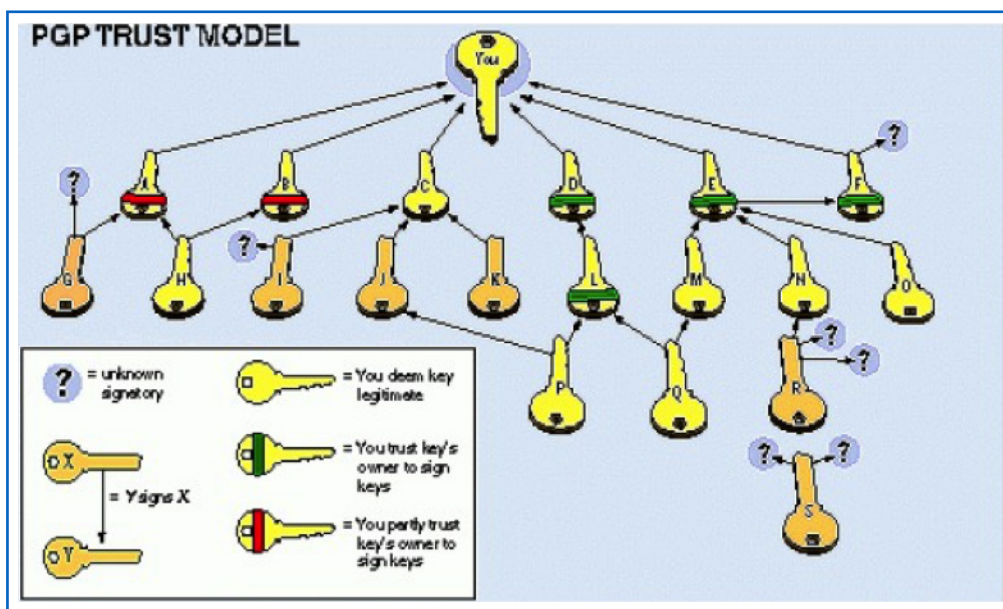 PGP TRUST MODEL
You
?
A B C D E F
?
?
G H I J K L M N O
?
?
P Q R
? ?
S
? = unknown
signatory
X
= Y signs X
Y
= You deem key
legitimate
= You trust key's
owner to sign
keys
= You partly trust
key's owner to
sign keys